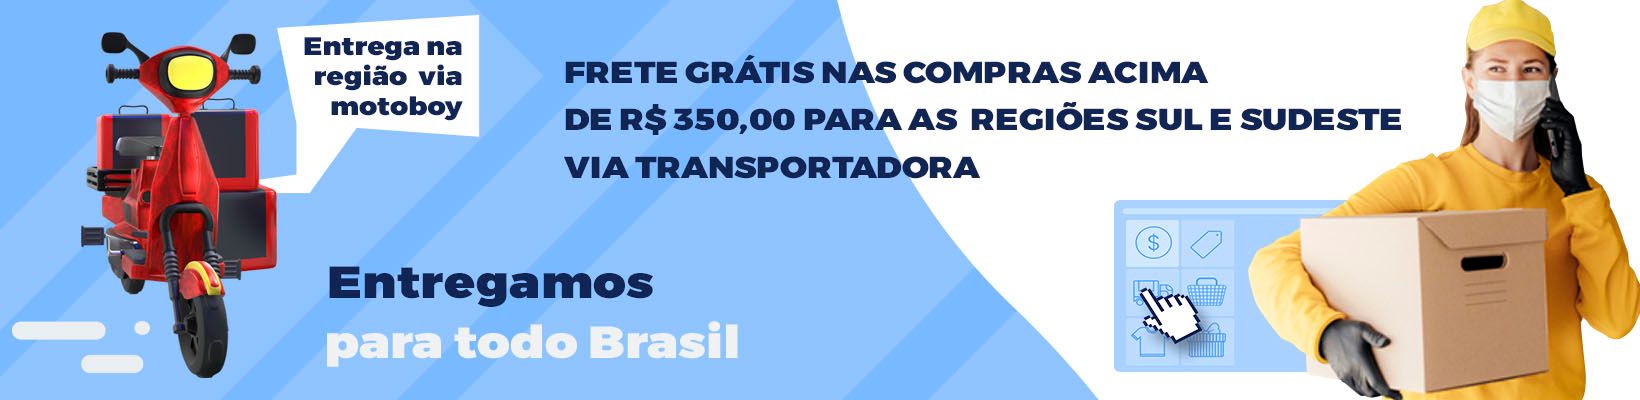 Entrega na
região via
motoboy
FRETE GRÁTIS NAS COMPRAS ACIMA
DE R$ 350,00 PARA AS REGIÕES SUL E SUDESTE
VIA TRANSPORTADORA
Entregamos
para todo Brasil
$